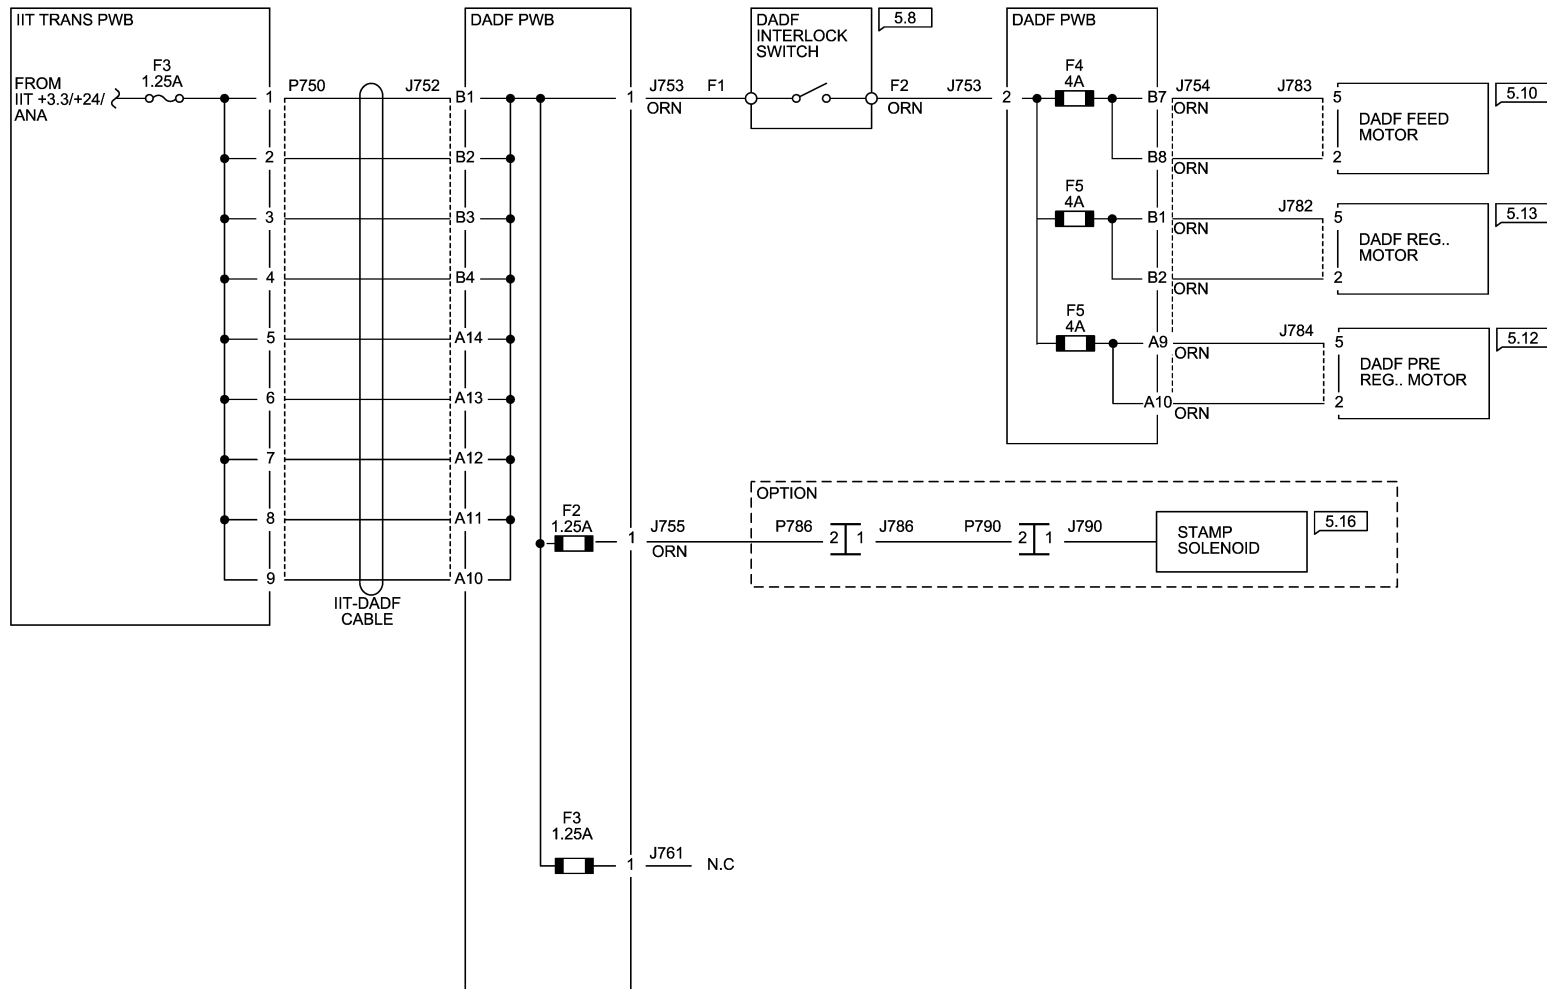 IIT TRANS PWB
FROM
IIT +3.3/+24/
ANA
F3
1.25A
1
2
3
4
5
6
7
8
9
P750
J752
IIT-DADF
CABLE
DADF PWB
B1
B2
B3
B4
A14
A13
A12
A11
A10
F2
1.25A
F3
1.25A
1
J753
ORN
F1
1
J755
ORN
1
J761
N.C
DADF
INTERLOCK
SWITCH
5.8
F2
ORN
J753
DADF PWB
2
F4
4A
F5
4A
F5
4A
B7
B8
B1
B2
A9
A10
J754
ORN
ORN
ORN
ORN
ORN
ORN
J783
5
2
DADF FEED
MOTOR
5.10
J782
5
2
DADF REG..
MOTOR
5.13
J784
5
2
DADF PRE
REG.. MOTOR
5.12
OPTION
P786
2
1
J786
P790
2
1
J790
STAMP
SOLENOID
5.16